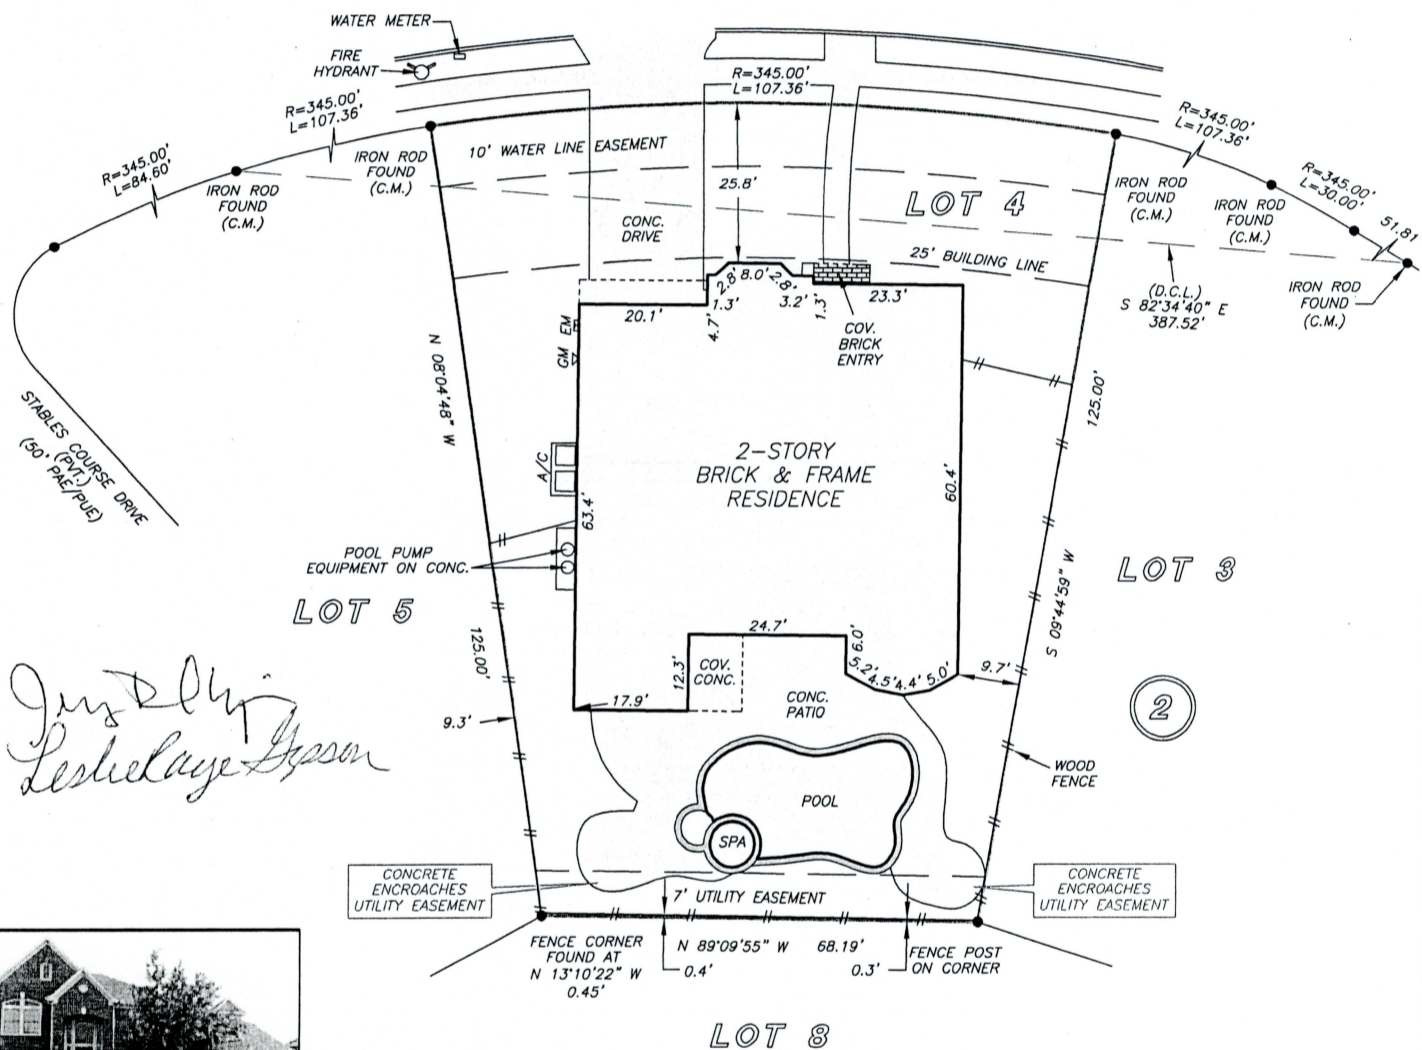 WATER METER
FIRE
HYDRANT
R=345.00'
L=107.36'
R=345.00'
L=107.36'
R=345.00'
L=107.36'
R=345.00'
L=84.60'
R=345.00'
L=30.00'
51.81
IRON ROD
FOUND
(C.M.)
IRON ROD
FOUND
(C.M.)
10' WATER LINE EASEMENT
25.8'
LOT 4
IRON ROD
FOUND
(C.M.)
IRON ROD
FOUND
(C.M.)
IRON ROD
FOUND
(C.M.)
CONC.
DRIVE
25' BUILDING LINE
(D.C.L.)
S 82°34'40" E
387.52'
2.8'
8.0'
2.8'
1.3'
3.2'
1.3'
23.3'
20.1'
4.7'
COV.
BRICK
ENTRY
EM
GM
N 08°04'48" W
125.00'
STABLES COURSE DRIVE
(PVT.)
(50' PAE/PUE)
A/C
2-STORY
BRICK & FRAME
RESIDENCE
63.4'
60.4'
POOL PUMP
EQUIPMENT ON CONC.
LOT 5
LOT 3
S 09°44'59" W
125.00'
24.7'
6.0'
12.3'
COV.
CONC.
5.2'
4.5'
4.4'
5.0'
9.7'
17.9'
CONC.
PATIO
9.3'
2
WOOD
FENCE
POOL
SPA
Leslie Raye Gipson
CONCRETE
ENCROACHES
UTILITY EASEMENT
7' UTILITY EASEMENT
CONCRETE
ENCROACHES
UTILITY EASEMENT
FENCE CORNER
FOUND AT
N 13°10'22" W
0.45'
N 89°09'55" W 68.19'
0.4'
0.3'
FENCE POST
ON CORNER
LOT 8